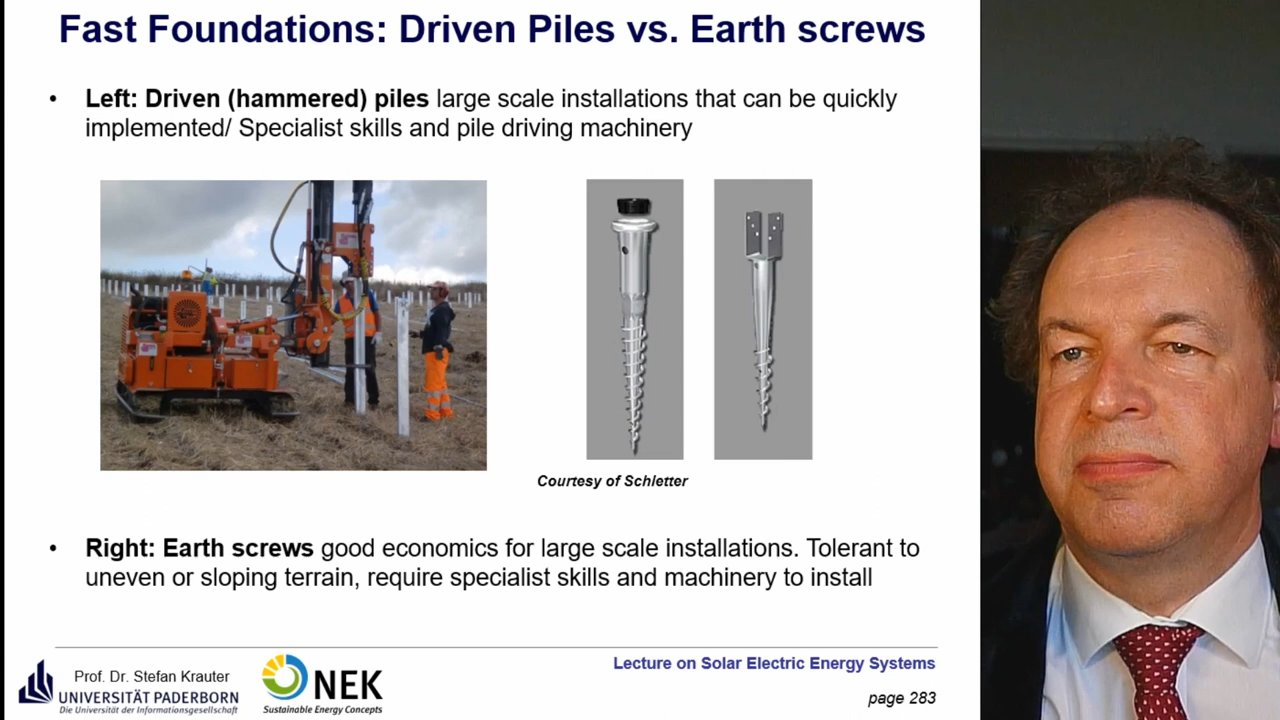 Fast Foundations: Driven Piles vs. Earth screws
• Left: Driven (hammered) piles large scale installations that can be quickly
implemented/ Specialist skills and pile driving machinery
Courtesy of Schletter
• Right: Earth screws good economics for large scale installations. Tolerant to
uneven or sloping terrain, require specialist skills and machinery to install
Prof. Dr. Stefan Krauter
UNIVERSITÄT PADERBORN
Die Universität der Informationsgesellschaft
NEK
Sustainable Energy Concepts
Lecture on Solar Electric Energy Systems
page 283